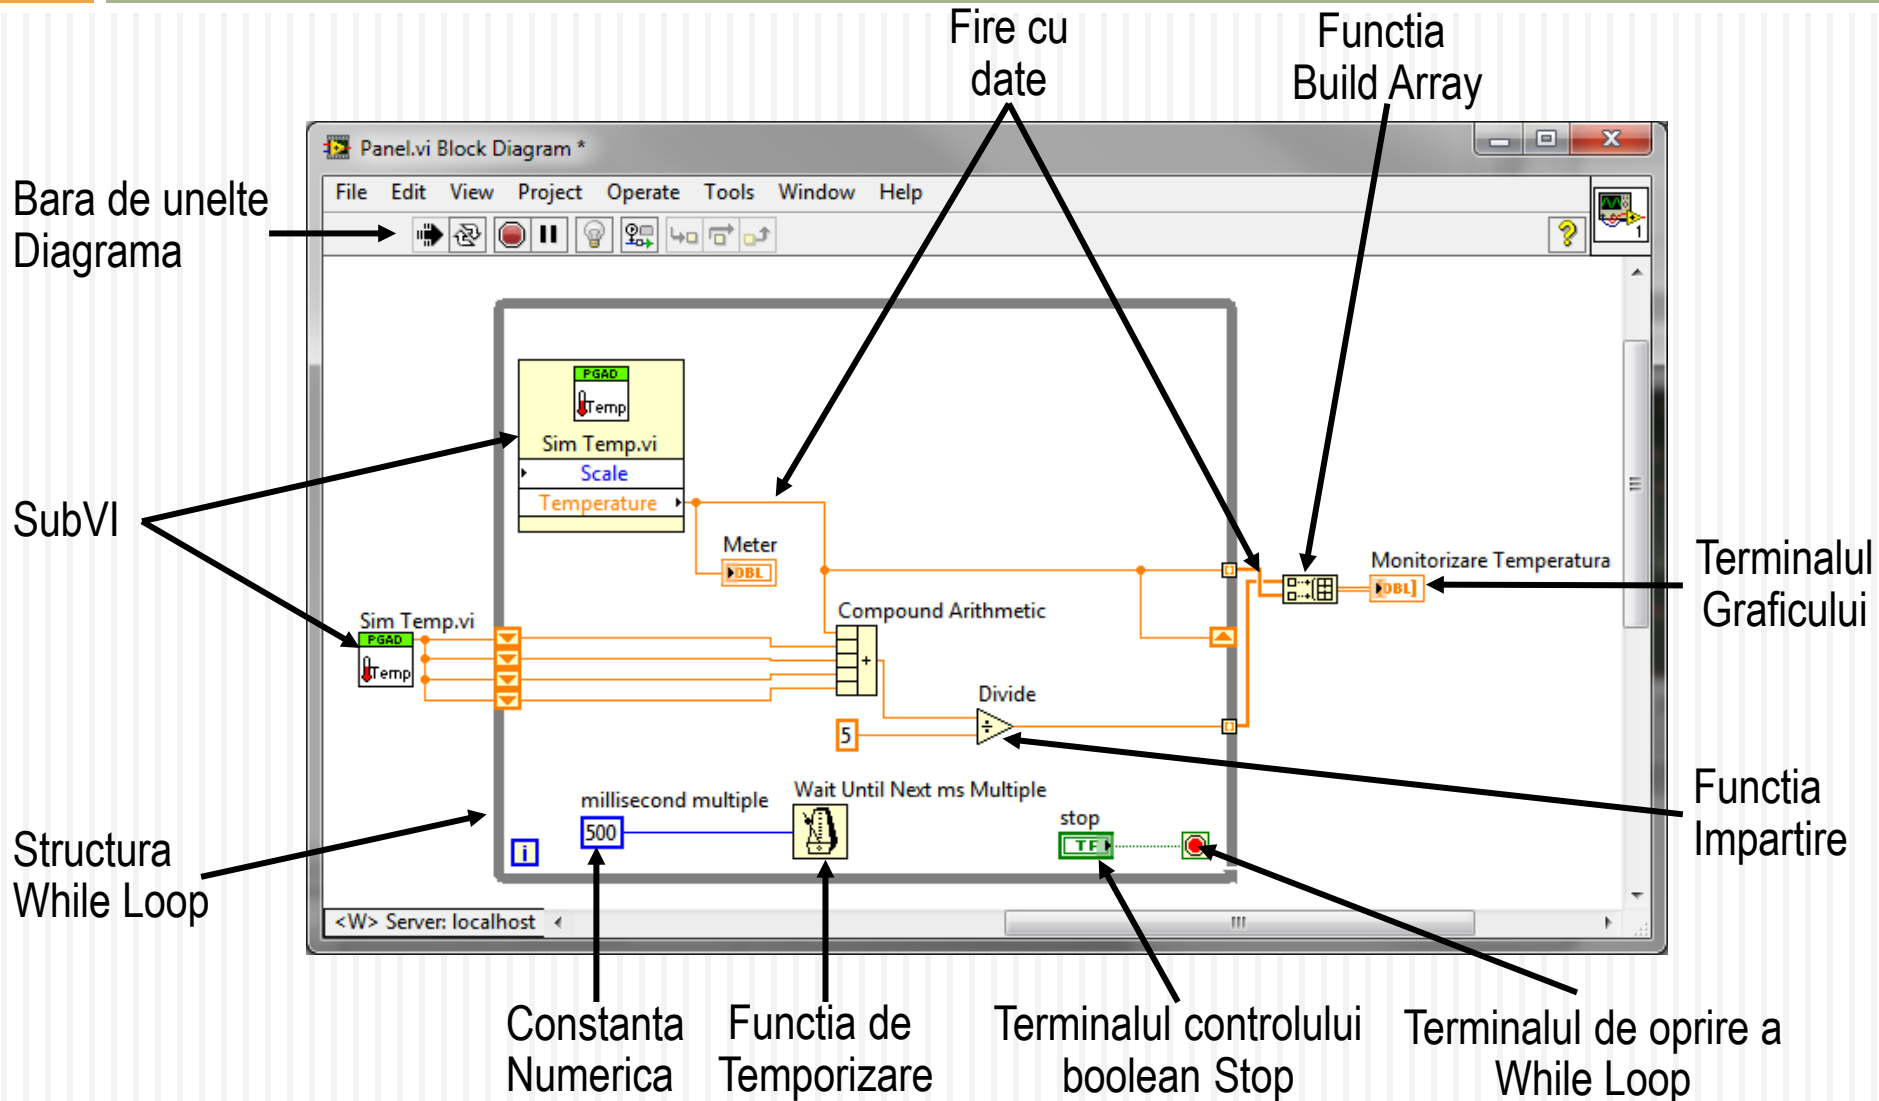 Fire cu
date
Functia
Build Array
Panel.vi Block Diagram *
File Edit View Project Operate Tools Window Help
Bara de unelte
Diagrama
1
PGAD
Temp
Sim Temp.vi
Scale
Temperature
SubVI
Meter
DBL
Monitorizare Temperatura
[DBL]
Terminalul
Graficului
Sim Temp.vi
PGAD
Temp
Compound Arithmetic
+
Divide
÷
5
Functia
Impartire
millisecond multiple
500
Wait Until Next ms Multiple
stop
TF
i
Structura
While Loop
<W> Server: localhost
Constanta
Numerica
Functia de
Temporizare
Terminalul controlului
boolean Stop
Terminalul de oprire a
While Loop